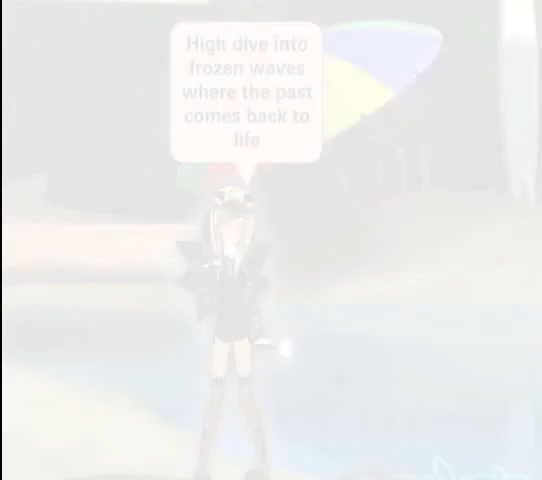 High dive into
frozen waves
where the past
comes back to
life